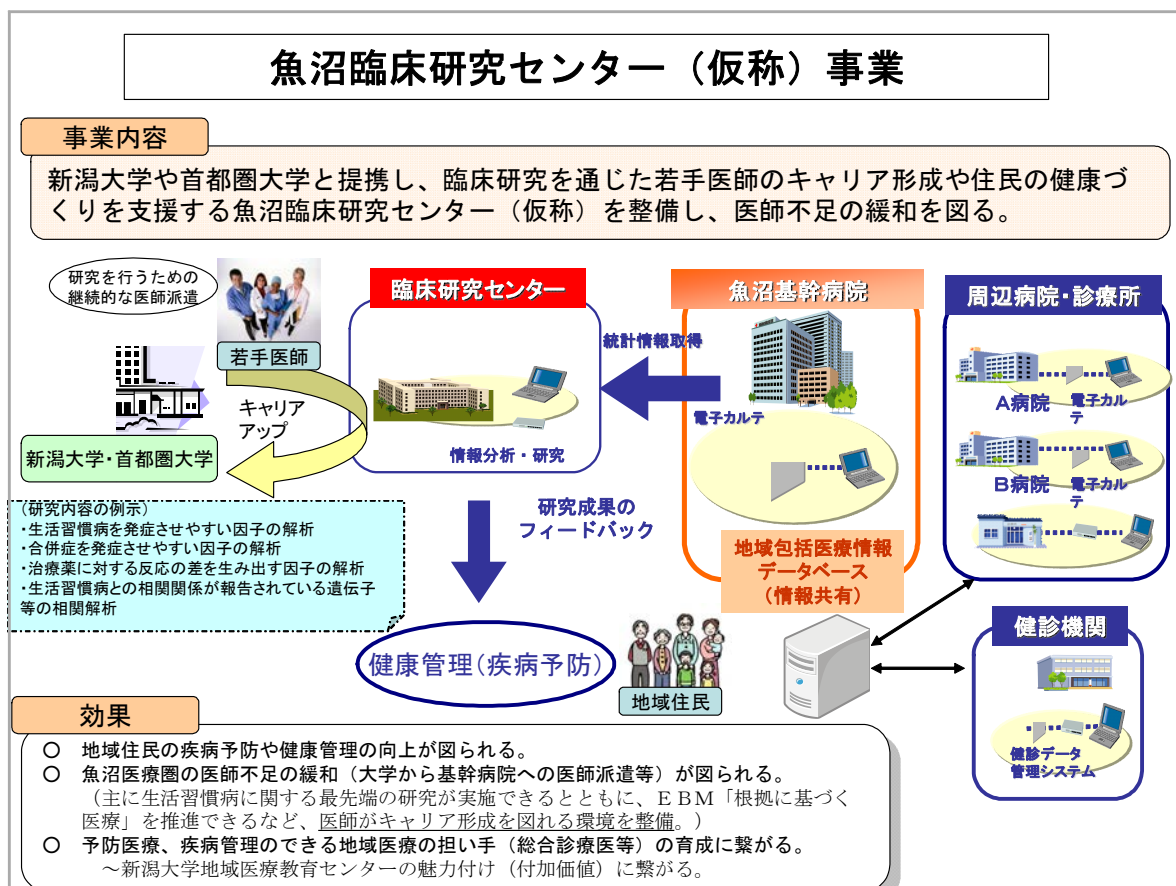 魚沼臨床研究センター（仮称）事業
事業内容
新潟大学や首都圏大学と提携し、臨床研究を通じた若手医師のキャリア形成や住民の健康づ
くりを支援する魚沼臨床研究センター（仮称）を整備し、医師不足の緩和を図る。
研究を行うための
継続的な医師派遣
若手医師
キャリア
アップ
新潟大学・首都圏大学
臨床研究センター
情報分析・研究
統計情報取得
魚沼基幹病院
電子カルテ
周辺病院・診療所
A病院
電子カル
テ
B病院
電子カル
テ
（研究内容の例示）
・生活習慣病を発症させやすい因子の解析
・合併症を発症させやすい因子の解析
・治療薬に対する反応の差を生み出す因子の解析
・生活習慣病との相関関係が報告されている遺伝子
等の相関解析
研究成果の
フィードバック
地域包括医療情報
データベース
（情報共有）
健康管理（疾病予防）
地域住民
健診機関
健診データ
管理システム
効果
○　地域住民の疾病予防や健康管理の向上が図られる。
○　魚沼医療圏の医師不足の緩和（大学から基幹病院への医師派遣等）が図られる。
（主に生活習慣病に関する最先端の研究が実施できるとともに、ＥＢＭ「根拠に基づく
医療」を推進できるなど、医師がキャリア形成を図れる環境を整備。）
○　予防医療、疾病管理のできる地域医療の担い手（総合診療医等）の育成に繋がる。
～新潟大学地域医療教育センターの魅力付け（付加価値）に繋がる。